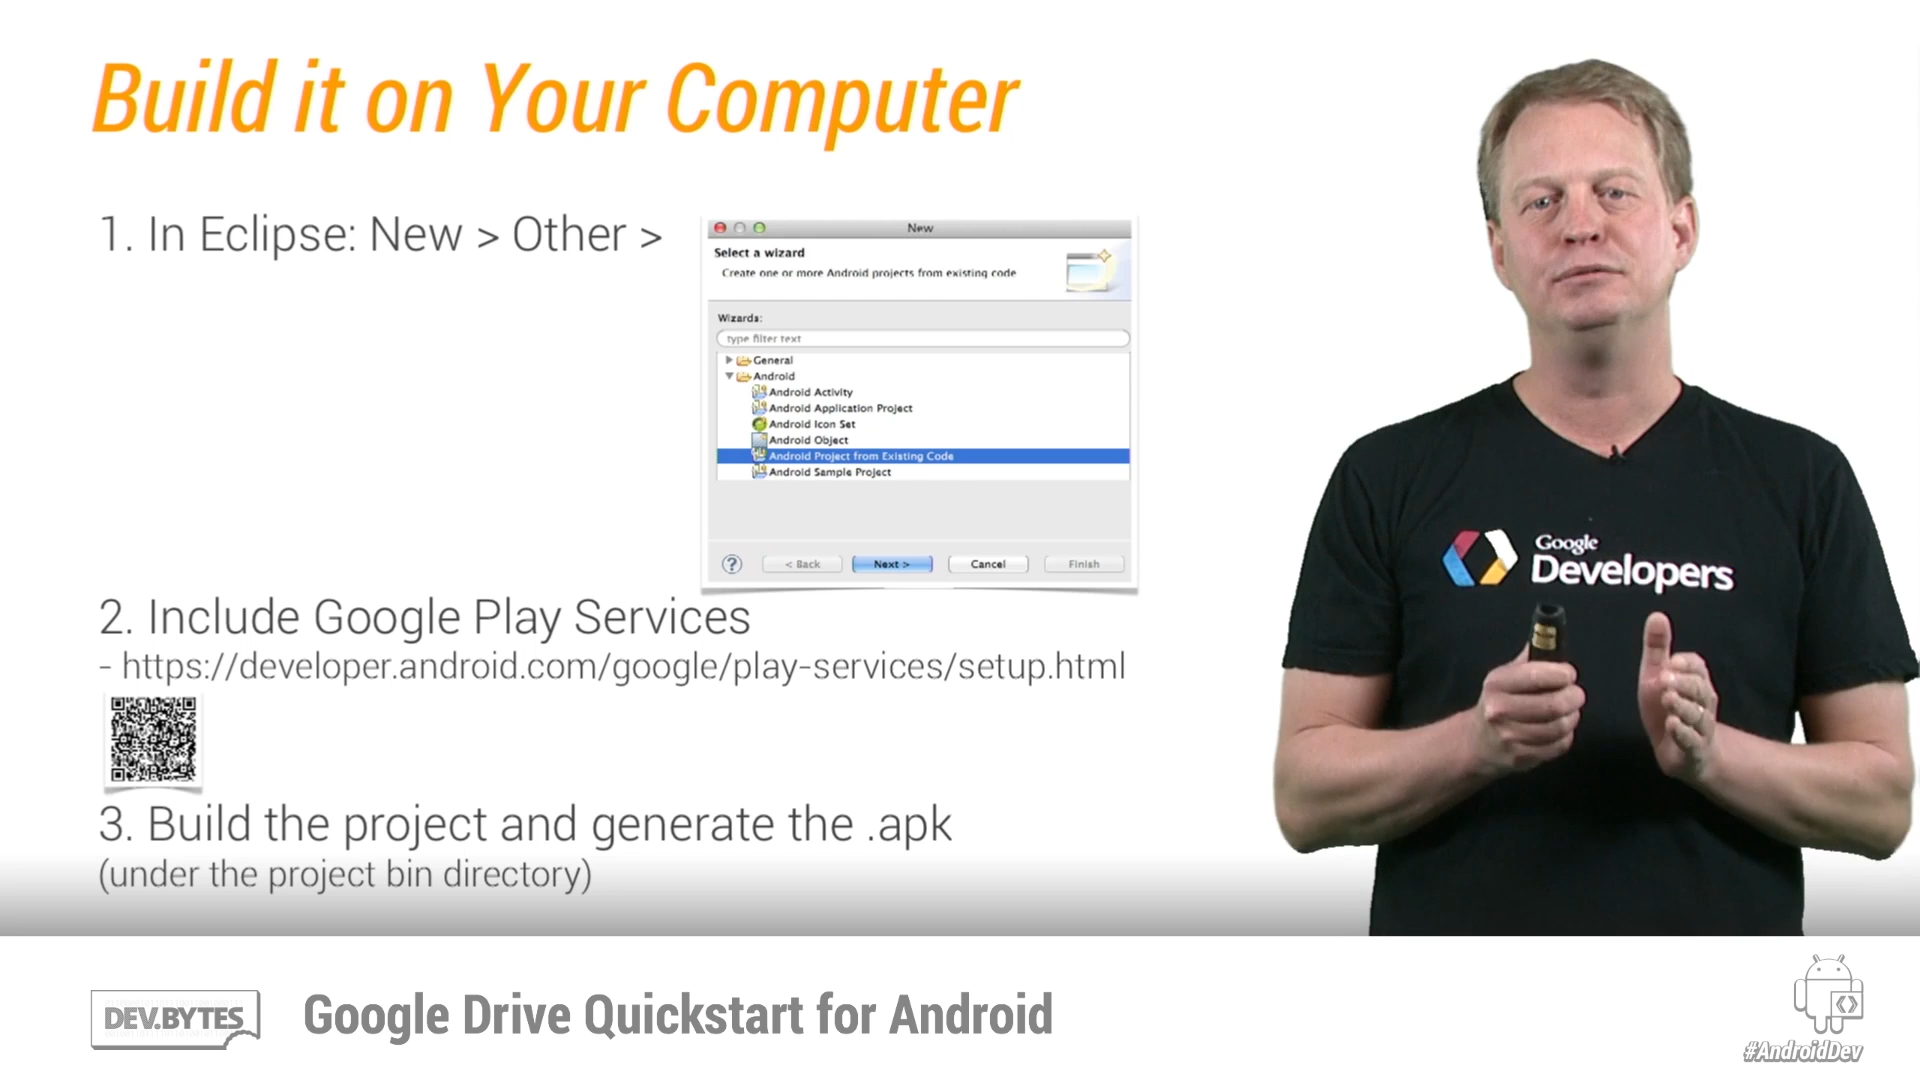 Build it on Your Computer
1. In Eclipse: New > Other >
New
Select a wizard
Create one or more Android projects from existing code
Wizards:
type filter text
General
Android
Android Activity
Android Application Project
Android Icon Set
Android Object
Android Project from Existing Code
Android Sample Project
?
< Back
Next >
Cancel
Finish
2. Include Google Play Services
- https://developer.android.com/google/play-services/setup.html
3. Build the project and generate the .apk
(under the project bin directory)
Google
Developers
DEV.BYTES
Google Drive Quickstart for Android
#AndroidDev